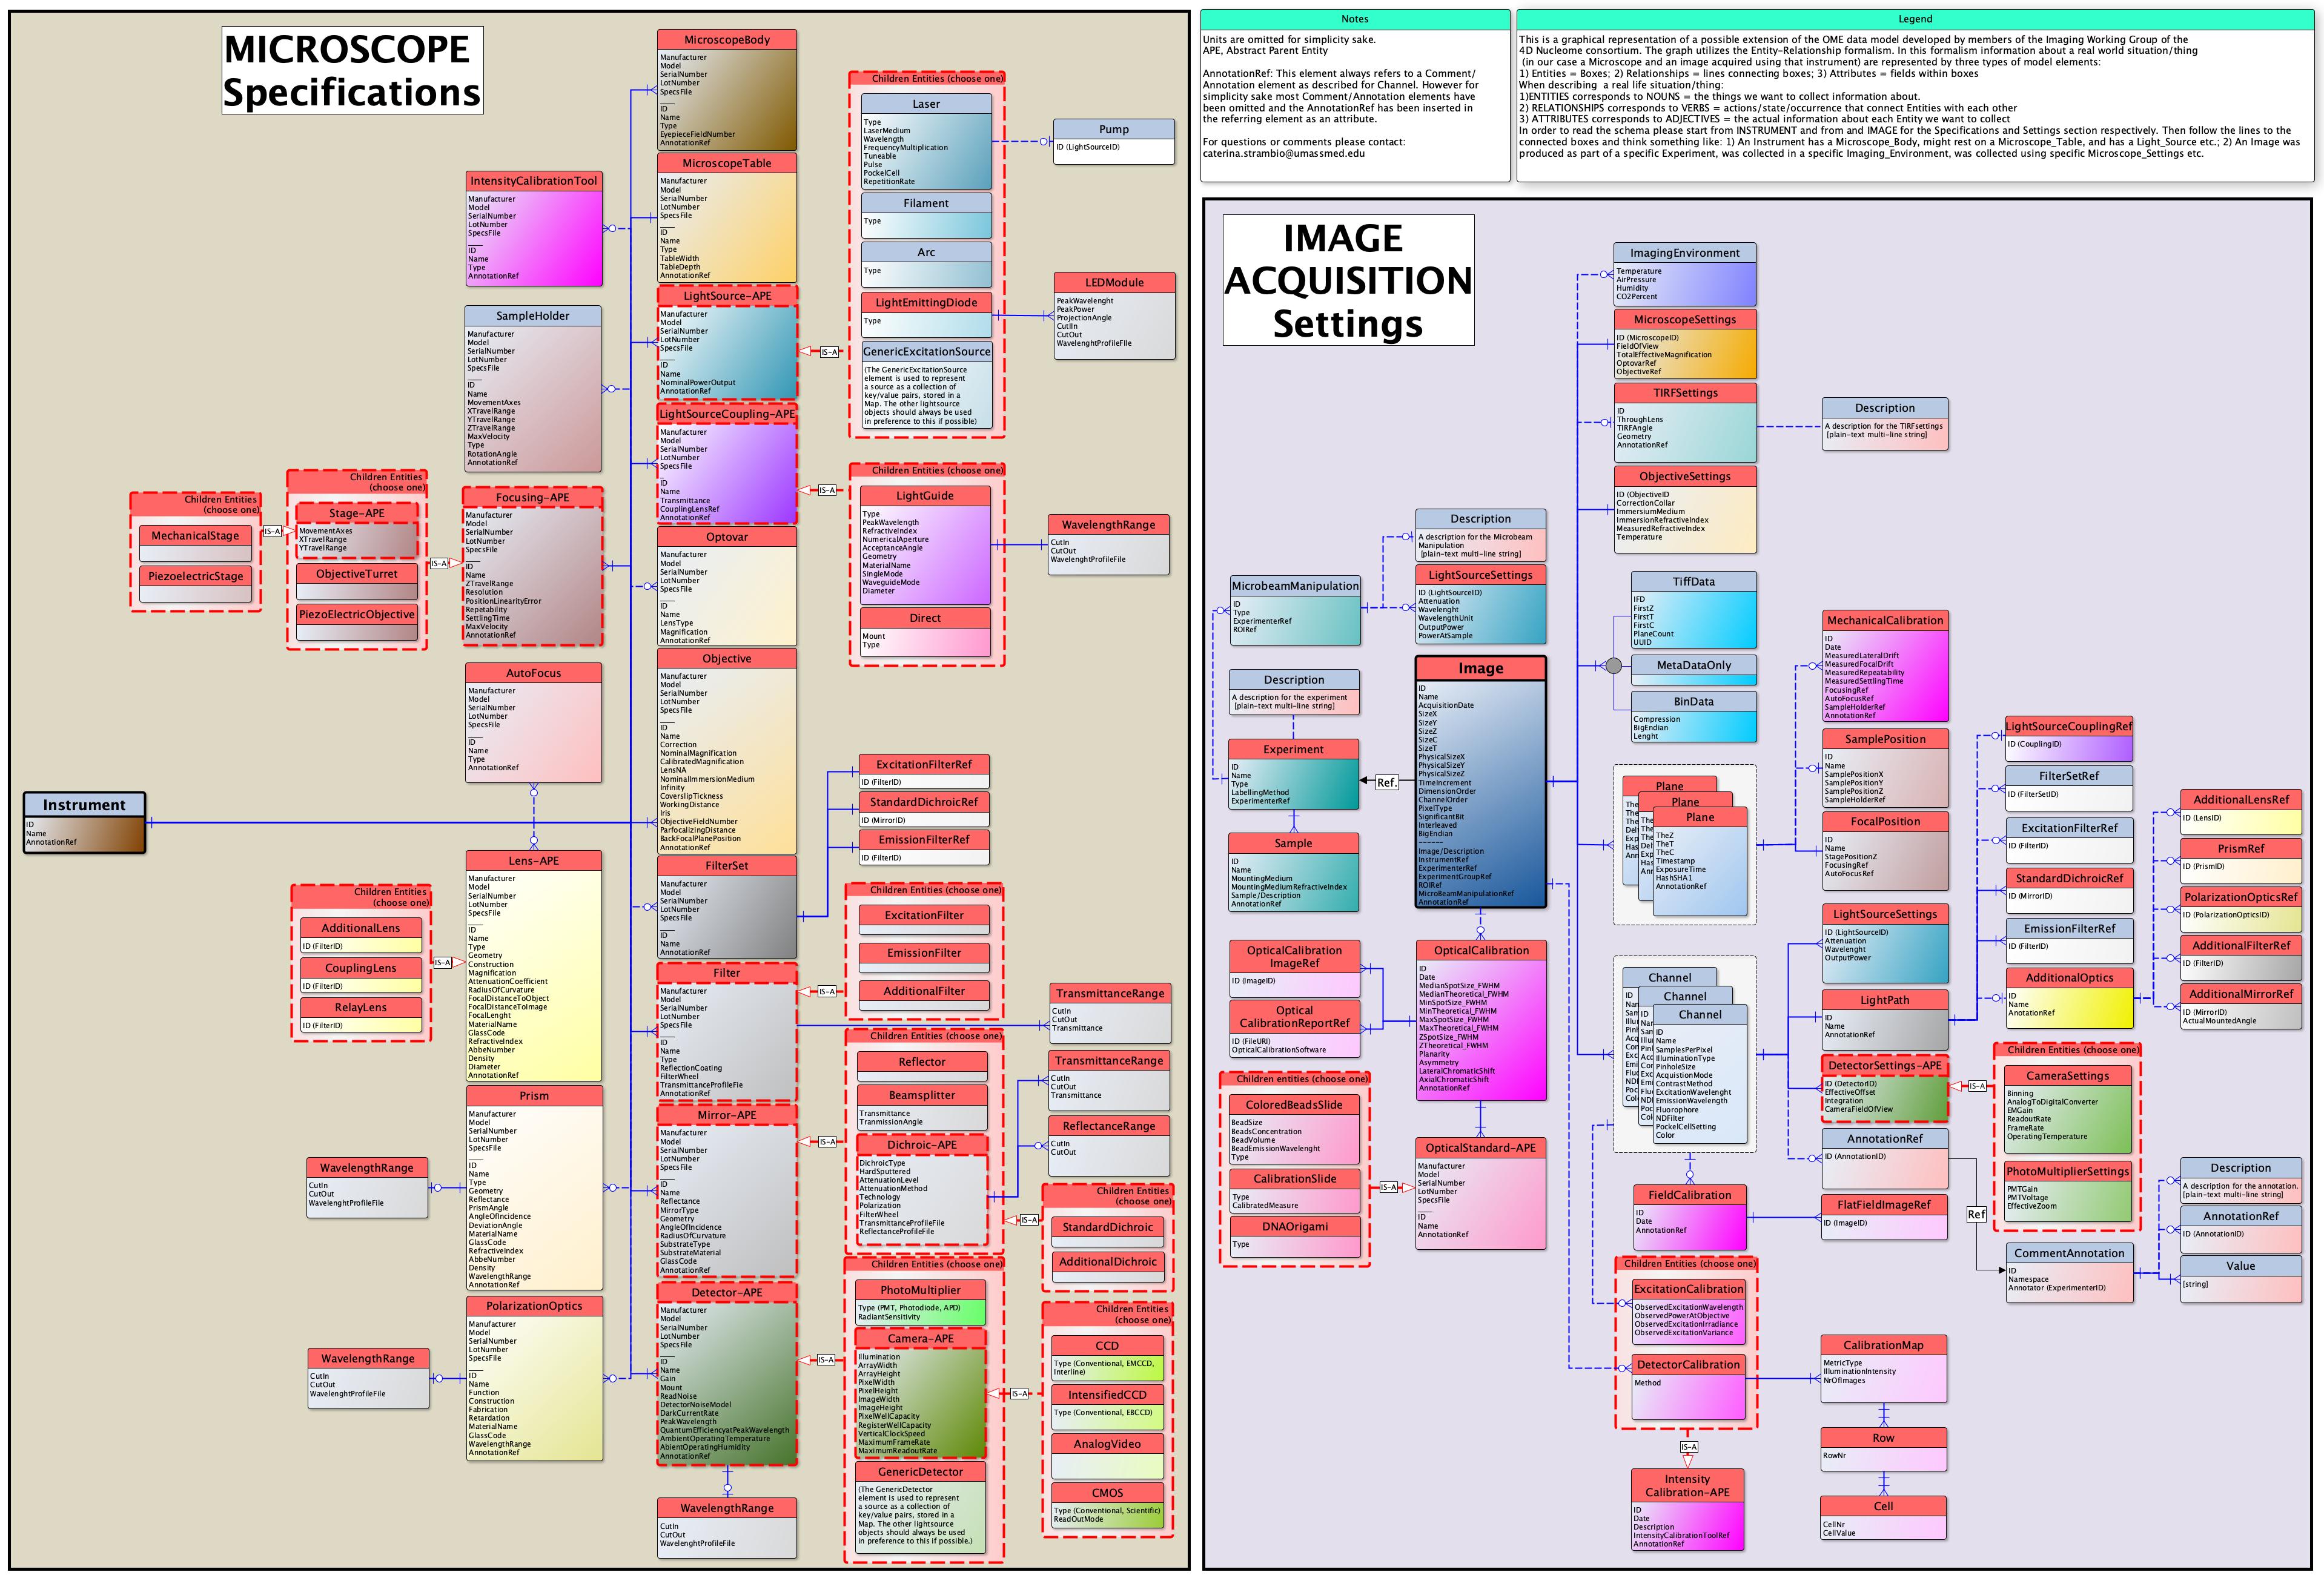 MICROSCOPE
Specifications
MicroscopeBody
Manufacturer
Model
SerialNumber
LotNumber
SpecsFile
____
ID
Name
Type
EyepieceFieldNumber
AnnotationRef
MicroscopeTable
Manufacturer
Model
SerialNumber
LotNumber
SpecsFile
____
ID
Name
Type
TableWidth
TableDepth
AnnotationRef
IntensityCalibrationTool
Manufacturer
Model
SerialNumber
LotNumber
SpecsFile
____
ID
Name
Type
AnnotationRef
SampleHolder
Manufacturer
Model
SerialNumber
LotNumber
SpecsFile
____
ID
Name
MovementAxes
XTravelRange
YTravelRange
ZTravelRange
MaxVelocity
Type
RotationAngle
AnnotationRef
LightSource-APE
Manufacturer
Model
SerialNumber
LotNumber
SpecsFile
____
ID
Name
NominalPowerOutput
AnnotationRef
IS-A
Children Entities (choose one)
Laser
Type
LaserMedium
Wavelength
FrequencyMultiplication
Tuneable
Pulse
PockelCell
RepetitionRate
Pump
ID (LightSourceID)
Filament
Type
Arc
Type
LightEmittingDiode
Type
LEDModule
PeakWavelenght
PeakPower
ProjectionAngle
CutIn
CutOut
WavelenghtProfileFIle
GenericExcitationSource
(The GenericExcitationSource
element is used to represent
a source as a collection of
key/value pairs, stored in a
Map. The other lightsource
objects should always be used
in preference to this if possible)
LightSourceCoupling-APE
Manufacturer
Model
SerialNumber
LotNumber
SpecsFile
____
ID
Name
Transmittance
CouplingLensRef
AnnotationRef
IS-A
Children Entities (choose one)
LightGuide
Type
PeakWavelength
RefractiveIndex
NumericalAperture
AcceptanceAngle
Geometry
MaterialName
SingleMode
WaveguideMode
Diameter
Direct
Mount
Type
WavelengthRange
CutIn
CutOut
WavelenghtProfileFile
Children Entities
(choose one)
MechanicalStage
PiezoelectricStage
IS-A
Children Entities
(choose one)
Stage-APE
MovementAxes
XTravelRange
YTravelRange
ObjectiveTurret
PiezoElectricObjective
IS-A
Focusing-APE
Manufacturer
Model
SerialNumber
LotNumber
SpecsFile
____
ID
Name
ZTravelRange
Resolution
PositionLinearityError
Repetability
SettlingTime
MaxVelocity
AnnotationRef
Optovar
Manufacturer
Model
SerialNumber
LotNumber
SpecsFile
____
ID
Name
LensType
Magnification
AnnotationRef
AutoFocus
Manufacturer
Model
SerialNumber
LotNumber
SpecsFile
____
ID
Name
Type
AnnotationRef
Objective
Manufacturer
Model
SerialNumber
LotNumber
SpecsFile
____
ID
Name
Correction
NominalMagnification
CalibratedMagnification
LensNA
NominalImmersionMedium
Infinity
CoverslipTickness
WorkingDistance
Iris
ObjectiveFieldNumber
Parfocalizing​Distance
BackFocalPlanePosition
AnnotationRef
Instrument
ID
Name
AnnotationRef
FilterSet
Manufacturer
Model
SerialNumber
LotNumber
SpecsFile
____
ID
Name
AnnotationRef
ExcitationFilterRef
ID (FilterID)
StandardDichroicRef
ID (MirrorID)
EmissionFilterRef
ID (FilterID)
Lens-APE
Manufacturer
Model
SerialNumber
LotNumber
SpecsFile
____
ID
Name
Type
Geometry
Construction
Magnification
AttenuationCoefficient
RadiusOfCurvature
FocalDistanceToObject
FocalDistanceToImage
FocalLenght
MaterialName
GlassCode
RefractiveIndex
AbbeNumber
Density
Diameter
AnnotationRef
Children Entities
(choose one)
AdditionalLens
ID (FilterID)
CouplingLens
ID (FilterID)
RelayLens
ID (FilterID)
IS-A
Filter
Manufacturer
Model
SerialNumber
LotNumber
SpecsFile
____
ID
Name
Type
ReflectionCoating
FilterWheel
TransmittanceProfileFie
AnnotationRef
IS-A
Children Entities (choose one)
ExcitationFilter
EmissionFilter
AdditionalFilter
TransmittanceRange
CutIn
CutOut
Transmittance
Prism
Manufacturer
Model
SerialNumber
LotNumber
SpecsFile
____
ID
Name
Type
Geometry
Reflectance
PrismAngle
AngleOfIncidence
DeviationAngle
MaterialName
GlassCode
RefractiveIndex
AbbeNumber
Density
WavelengthRange
AnnotationRef
WavelengthRange
CutIn
CutOut
WavelenghtProfileFile
Mirror-APE
Manufacturer
Model
SerialNumber
LotNumber
SpecsFile
____
ID
Name
Reflectance
MirrorType
Geometry
AngleOfIncidence
RadiusOfCurvature
SubstrateType
SubstrateMaterial
GlassCode
AnnotationRef
IS-A
Children Entities (choose one)
Reflector
Beamsplitter
Transmittance
TranmissionAngle
Dichroic-APE
DichroicType
HardSputtered
AttenuationLevel
AttenuationMethod
Technology
Polarization
FilterWheel
TransmittanceProfileFile
ReflectanceProfileFile
TransmittanceRange
CutIn
CutOut
Transmittance
ReflectanceRange
CutIn
CutOut
IS-A
Children Entities
(choose one)
StandardDichroic
AdditionalDichroic
PolarizationOptics
Manufacturer
Model
SerialNumber
LotNumber
SpecsFile
____
ID
Name
Function
Construction
Fabrication
Retardation
MaterialName
GlassCode
WavelengthRange
AnnotationRef
WavelengthRange
CutIn
CutOut
WavelenghtProfileFile
Detector-APE
Manufacturer
Model
SerialNumber
LotNumber
SpecsFile
____
ID
Name
Gain
Mount
ReadNoise
DetectorNoiseModel
DarkCurrentRate
PeakWavelength
QuantumEfficiencyatPeakWavelength
AmbientOperatingTemperature
AbientOperatingHumidity
AnnotationRef
WavelengthRange
CutIn
CutOut
WavelenghtProfileFile
IS-A
Children Entities (choose one)
PhotoMultiplier
Type (PMT, Photodiode, APD)
RadiantSensitivity
Camera-APE
Illumination
ArrayWidth
ArrayHeight
PixelWidth
PixelHeight
ImageWidth
ImageHeight
PixelWellCapacity
RegisterWellCapacity
VerticalClockSpeed
MaximumFrameRate
MaximumReadoutRate
GenericDetector
(The GenericDetector
element is used to represent
a source as a collection of
key/value pairs, stored in a
Map. The other lightsource
objects should always be used
in preference to this if possible.)
IS-A
Children Entities
(choose one)
CCD
Type (Conventional, EMCCD,
Interline)
IntensifiedCCD
Type (Conventional, EBCCD)
AnalogVideo
CMOS
Type (Conventional, Scientific)
ReadOutMode
Notes
Units are omitted for simplicity sake.
APE, Abstract Parent Entity
AnnotationRef: This element always refers to a Comment/
Annotation element as described for Channel. However for
simplicity sake most Comment/Annotation elements have
been omitted and the AnnotationRef has been inserted in
the referring element as an attribute.
For questions or comments please contact:
caterina.strambio@umassmed.edu
Legend
This is a graphical representation of a possible extension of the OME data model developed by members of the Imaging Working Group of the
4D Nucleome consortium. The graph utilizes the Entity-Relationship formalism. In this formalism information about a real world situation/thing
(in our case a Microscope and an image acquired using that instrument) are represented by three types of model elements:
1) Entities = Boxes; 2) Relationships = lines connecting boxes; 3) Attributes = fields within boxes
When describing a real life situation/thing:
1)ENTITIES corresponds to NOUNS = the things we want to collect information about.
2) RELATIONSHIPS corresponds to VERBS = actions/state/occurrence that connect Entities with each other
3) ATTRIBUTES corresponds to ADJECTIVES = the actual information about each Entity we want to collect
In order to read the schema please start from INSTRUMENT and from and IMAGE for the Specifications and Settings section respectively. Then follow the lines to the
connected boxes and think something like: 1) An Instrument has a Microscope_Body, might rest on a Microscope_Table, and has a Light_Source etc.; 2) An Image was
produced as part of a specific Experiment, was collected in a specific Imaging_Environment, was collected using specific Microscope_Settings etc.
IMAGE
ACQUISITION
Settings
ImagingEnvironment
Temperature
AirPressure
Humidity
CO2Percent
MicroscopeSettings
ID (MicroscopeID)
FieldOfView
TotalEffectiveMagnification
OptovarRef
ObjectiveRef
TIRFSettings
ID
ThroughLens
TIRFAngle
Geometry
AnnotationRef
Description
A description for the TIRFsettings
[plain-text multi-line string]
ObjectiveSettings
ID (ObjectiveID
CorrectionCollar
ImmersiumMedium
ImmersionRefractiveIndex
MeasuredRefractiveIndex
Temperature
Description
A description for the Microbeam
Manipulation
[plain-text multi-line string]
MicrobeamManipulation
ID
Type
ExperimenterRef
ROIRef
LightSourceSettings
ID (LightSourceID)
Attenuation
Wavelenght
WavelengthUnit
OutputPower
PowerAtSample
TiffData
IFD
FirstZ
FirstT
FirstC
PlaneCount
UUID
MetaDataOnly
BinData
Compression
BigEndian
Lenght
Description
A description for the experiment
[plain-text multi-line string]
Experiment
ID
Name
Type
LabellingMethod
ExperimenterRef
Ref.
Sample
ID
Name
MountingMedium
MountingMediumRefractiveIndex
Sample/Description
AnnotationRef
Image
ID
Name
AcquisitionDate
SizeX
SizeY
SizeZ
SizeC
SizeT
PhysicalSizeX
PhysicalSizeY
PhysicalSizeZ
TimeIncrement
DimensionOrder
ChannelOrder
PixelType
SignificantBit
Interleaved
BigEndian
------
Image/Description
InstrumentRef
ExperimenterRef
ExperimentGroupRef
ROIRef
MicroBeamManipulationRef
AnnotationRef
MechanicalCalibration
ID
Date
MeasuredLateralDrift
MeasuredFocalDrift
MeasuredRepeatability
MeasuredSettlingTime
FocusingRef
AutoFocusRef
SampleHolderRef
AnnotationRef
SamplePosition
ID
Name
SamplePositionX
SamplePositionY
SamplePositionZ
SampleHolderRef
FocalPosition
ID
Name
StagePositionZ
FocusingRef
AutoFocusRef
Plane
Plane
Plane
TheZ
TheT
TheC
Timestamp
ExposureTime
HashSHA1
AnnotationRef
Channel
Channel
Channel
ID
Name
SamplesPerPixel
IlluminationType
PinholeSize
AcquisitionMode
ContrastMethod
ExcitationWavelenght
EmissionWavelength
Fluorophore
NDFilter
PockelCellSetting
Color
LightSourceSettings
ID (LightSourceID)
Attenuation
Wavelenght
OutputPower
LightPath
ID
Name
AnnotationRef
DetectorSettings-APE
ID (DetectorID)
EffectiveOffset
Integration
CameraFieldOfView
AnnotationRef
ID (AnnotationID)
LightSourceCouplingRef
ID (CouplingID)
FilterSetRef
ID (FilterSetID)
ExcitationFilterRef
ID (FilterID)
StandardDichroicRef
ID (MirrorID)
EmissionFilterRef
ID (FilterID)
AdditionalOptics
ID
Name
AnotationRef
AdditionalLensRef
ID (LensID)
PrismRef
ID (PrismID)
PolarizationOpticsRef
ID (PolarizationOpticsID)
AdditionalFilterRef
ID (FilterID)
AdditionalMirrorRef
ID (MirrorID)
ActualMountedAngle
IS-A
Children Entities (choose one)
CameraSettings
Binning
AnalogToDigitalConverter
EMGain
ReadoutRate
FrameRate
OperatingTemperature
PhotoMultiplierSettings
PMTGain
PMTVoltage
EffectiveZoom
Ref
CommentAnnotation
ID
Namespace
Annotator (ExperimenterID)
Description
A description for the annotation.
[plain-text multi-line string]
AnnotationRef
ID (AnnotationID)
Value
[string]
OpticalCalibration
ImageRef
ID (ImageID)
Optical
CalibrationReportRef
ID (FileURI)
OpticalCalibrationSoftware
OpticalCalibration
ID
Date
MedianSpotSize_FWHM
MedianTheoretical_FWHM
MinSpotSize_FWHM
MinTheoretical_FWHM
MaxSpotSize_FWHM
MaxTheoretical_FWHM
ZSpotSize_FWHM
ZTheoretical_FWHM
Planarity
Asymmetry
LateralChromaticShift
AxialChromaticShift
AnnotationRef
Children entities (choose one)
ColoredBeadsSlide
BeadSize
BeadsConcentration
BeadVolume
BeadEmissionWavelenght
Type
CalibrationSlide
Type
CalibratedMeasure
DNAOrigami
Type
IS-A
OpticalStandard-APE
Manufacturer
Model
SerialNumber
LotNumber
SpecsFile
____
ID
Name
AnnotationRef
FieldCalibration
ID
Date
AnnotationRef
FlatFieldImageRef
ID (ImageID)
Children Entities (choose one)
ExcitationCalibration
ObservedExcitationWavelength
ObservedPowerAtObjective
ObservedExcitationIrradiance
ObservedExcitationVariance
DetectorCalibration
Method
IS-A
Intensity
Calibration-APE
ID
Date
Description
IntensityCalibrationToolRef
AnnotationRef
CalibrationMap
MetricType
IlluminationIntensity
NrOfImages
Row
RowNr
Cell
CellNr
CellValue